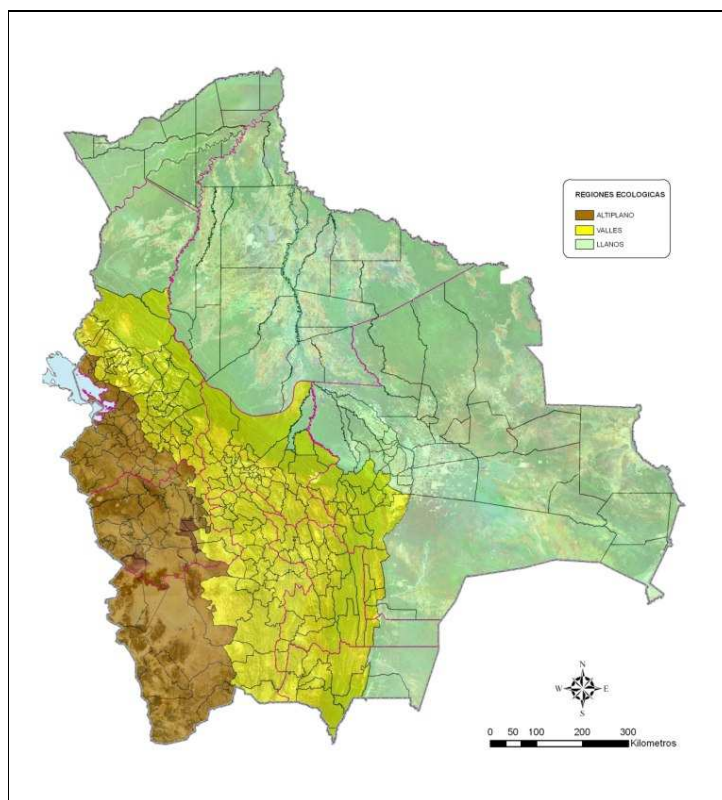 REGIONES ECOLOGICAS
ALTIPLANO
VALLES
LLANOS
N
W E
S
0 50 100 200 300
Kilometros